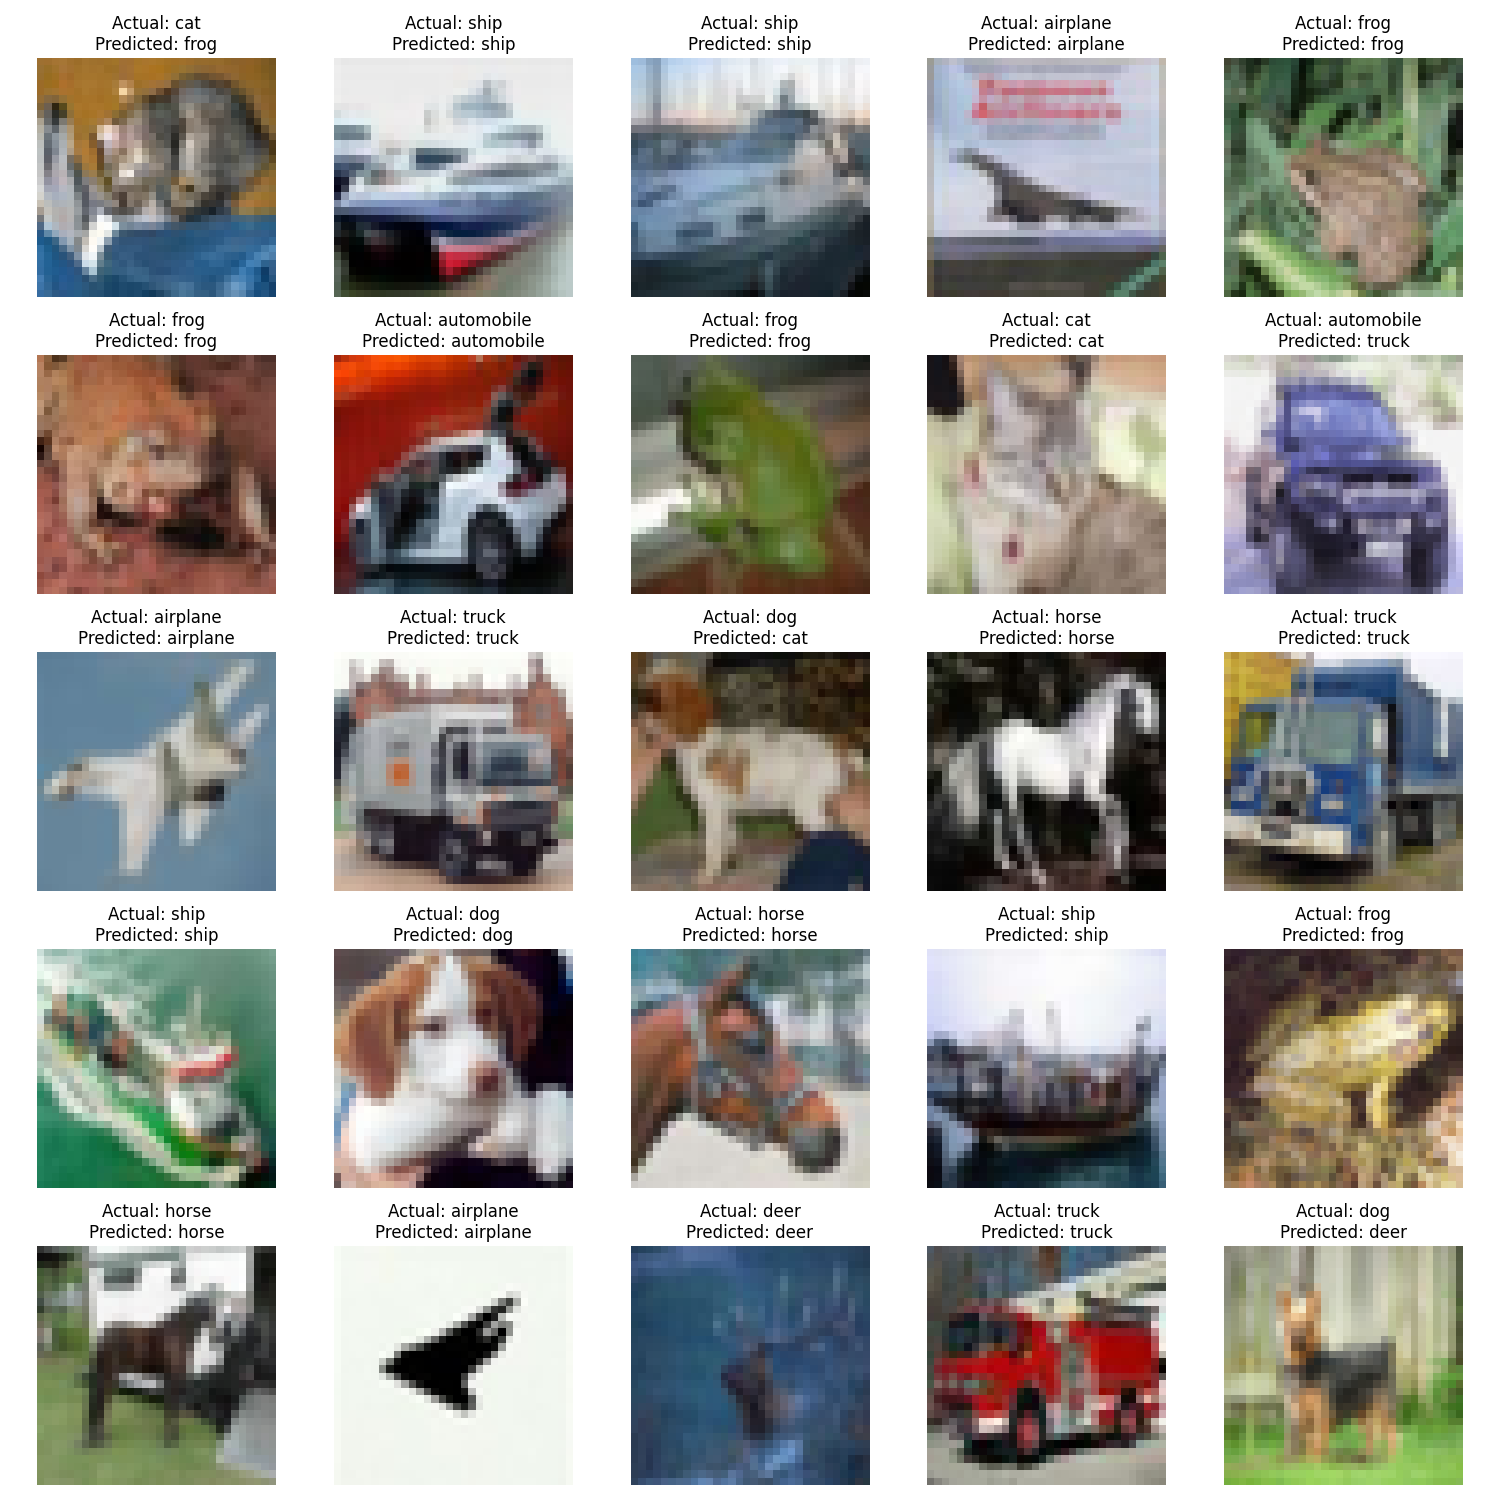 Actual: cat
Predicted: frog
Actual: ship
Predicted: ship
Actual: ship
Predicted: ship
Actual: airplane
Predicted: airplane
Actual: frog
Predicted: frog
Actual: frog
Predicted: frog
Actual: automobile
Predicted: automobile
Actual: frog
Predicted: frog
Actual: cat
Predicted: cat
Actual: automobile
Predicted: truck
Actual: airplane
Predicted: airplane
Actual: truck
Predicted: truck
Actual: dog
Predicted: cat
Actual: horse
Predicted: horse
Actual: truck
Predicted: truck
Actual: ship
Predicted: ship
Actual: dog
Predicted: dog
Actual: horse
Predicted: horse
Actual: ship
Predicted: ship
Actual: frog
Predicted: frog
Actual: horse
Predicted: horse
Actual: airplane
Predicted: airplane
Actual: deer
Predicted: deer
Actual: truck
Predicted: truck
Actual: dog
Predicted: deer